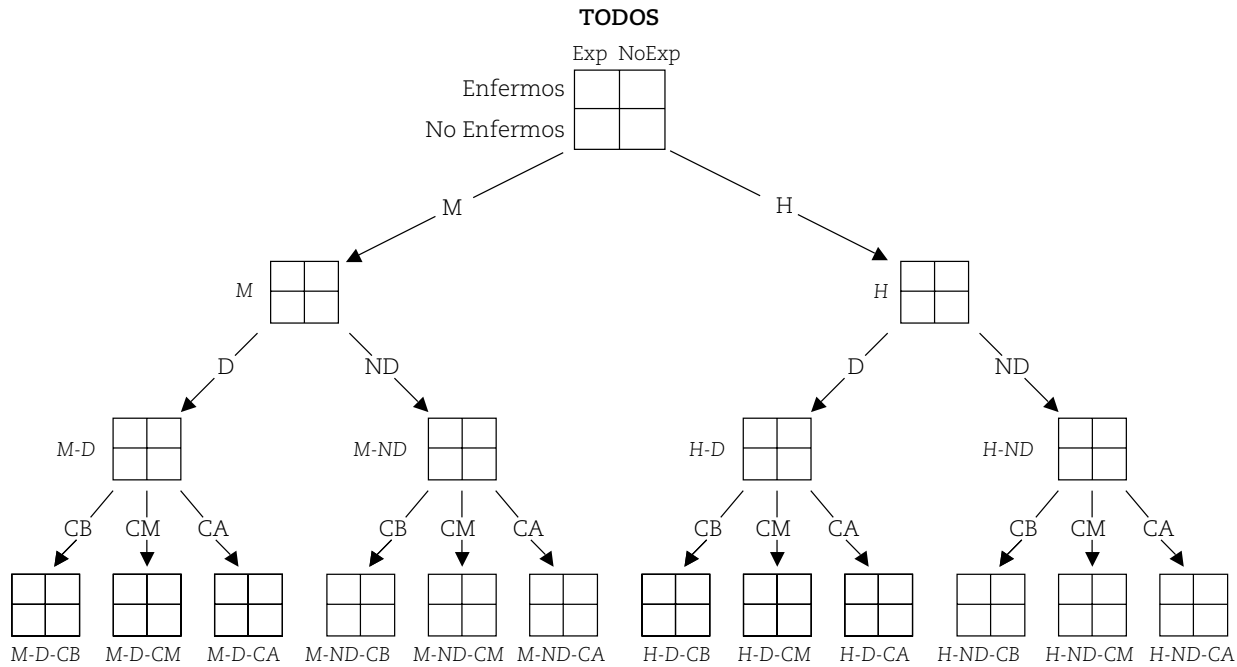 TODOS
Exp NoExp
Enfermos
No Enfermos
M H
M H
D ND D ND
M-D M-ND H-D H-ND
CB CM CA CB CM CA CB CM CA CB CM CA
M-D-CB M-D-CM M-D-CA M-ND-CB M-ND-CM M-ND-CA H-D-CB H-D-CM H-D-CA H-ND-CB H-ND-CM H-ND-CA